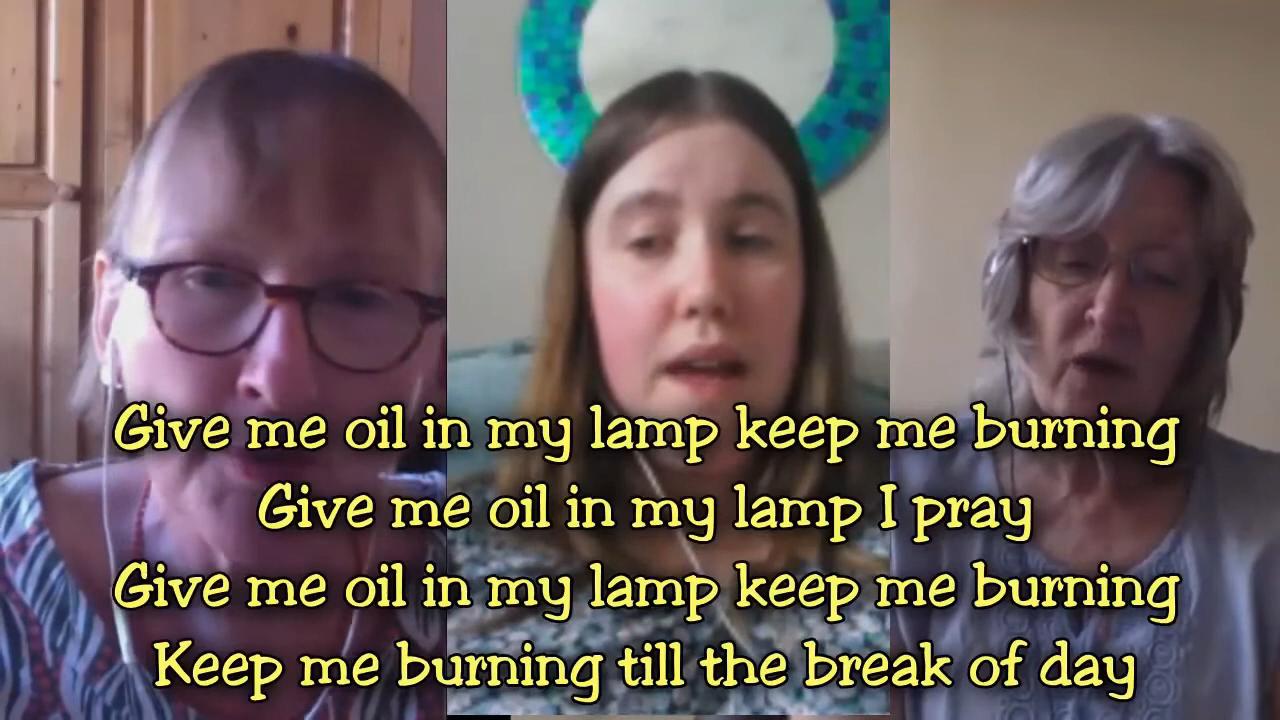 Give me oil in my lamp keep me burning
Give me oil in my lamp I pray
Give me oil in my lamp keep me burning
Keep me burning till the break of day